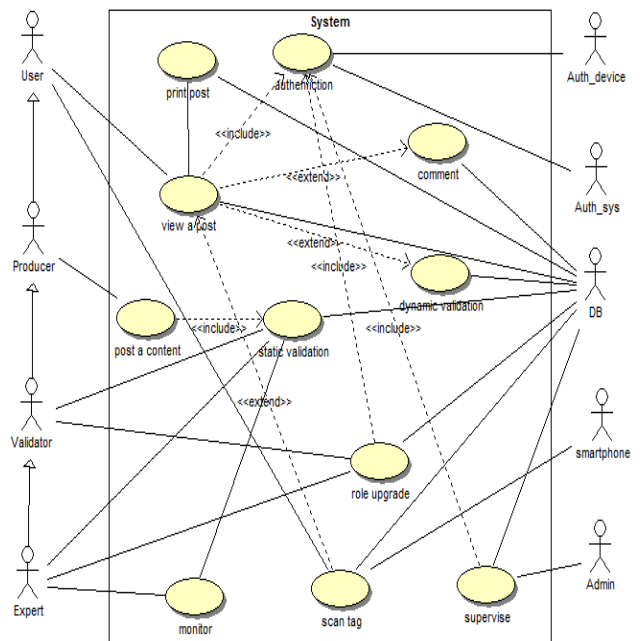 System
User
print post
authenfiction
Auth_device
<<include>>
comment
<<extend>>
Auth_sys
view a post
<<extend>>
<<include>>
Producer
dynamic validation
DB
post a content
<<include>>
static validation
<<include>>
<<extend>>
Validator
smartphone
role upgrade
Expert
monitor
scan tag
supervise
Admin